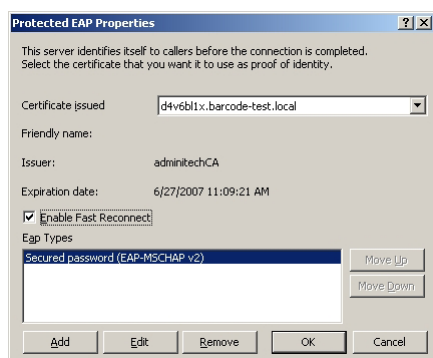 Protected EAP Properties
This server identifies itself to callers before the connection is completed.
Select the certificate that you want it to use as proof of identity.
Certificate issued
d4v6bl1x.barcode-test.local
Friendly name:
Issuer:
adminitechCA
Expiration date:
6/27/2007 11:09:21 AM
Enable Fast Reconnect
Eap Types
Secured password (EAP-MSCHAP v2)
Move Up
Move Down
Add
Edit
Remove
OK
Cancel